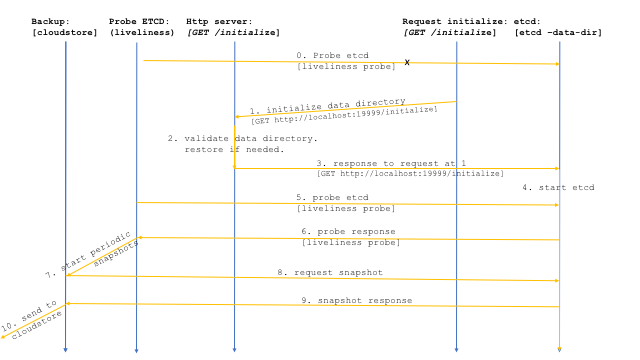 Backup: Probe ETCD: Http server: Request initialize: etcd:
[cloudstore] (liveliness) [GET /initialize] [GET /initialize] [etcd –data-dir]
0. Probe etcd
[liveliness probe] X
1. initialize data directory
[GET http://localhost:19999/initialize]
2. validate data directory.
restore if needed.
3. response to request at 1
[GET http://localhost:19999/initialize]
4. start etcd
5. probe etcd
[liveliness probe]
6. probe response
[liveliness probe]
7. start periodic
snapshots
8. request snapshot
9. snapshot response
10. send to
cloudstore